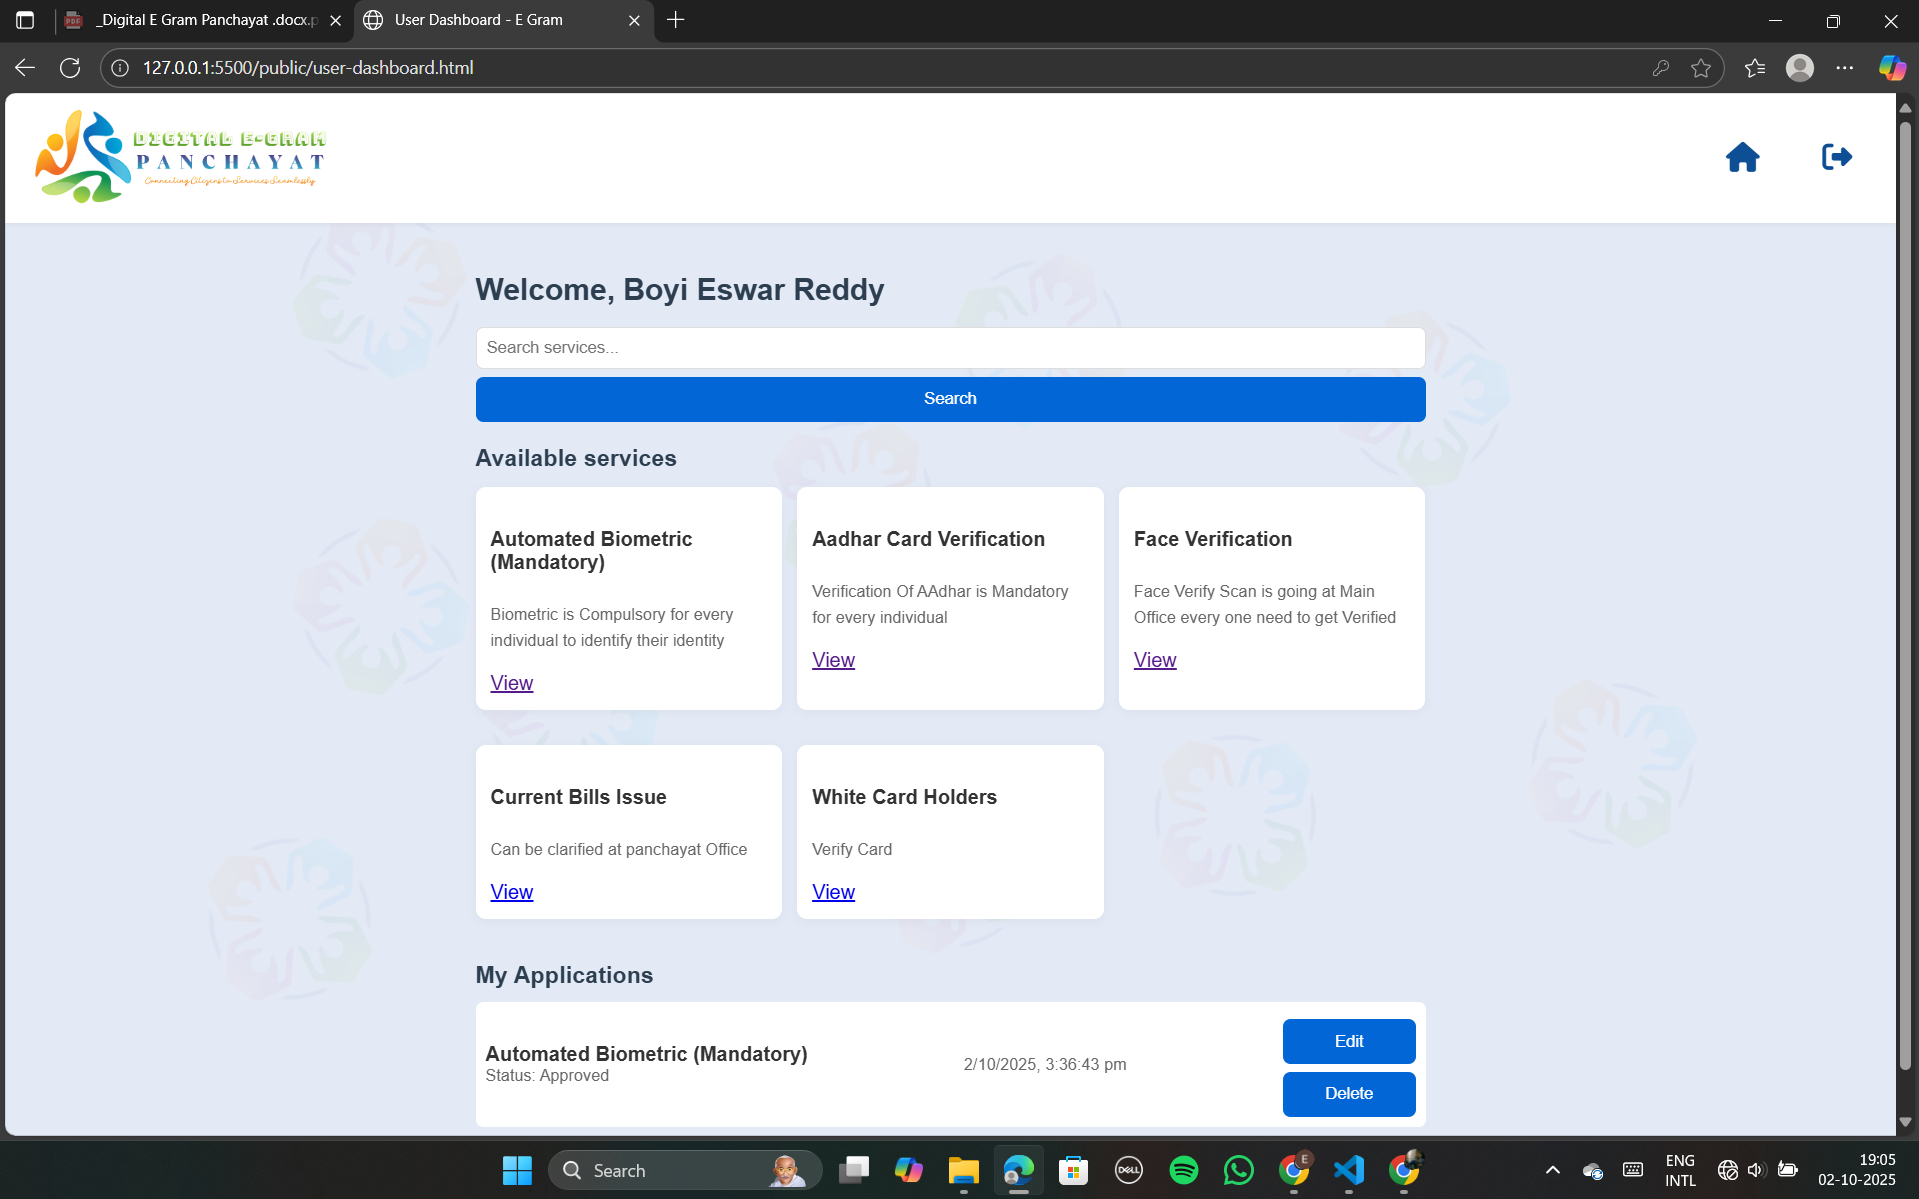 _Digital E Gram Panchayat .docx.p
User Dashboard - E Gram
127.0.0.1:5500/public/user-dashboard.html
DIGITAL E-GRAM
PANCHAYAT
Connecting Citizens to Services Seamlessly
Welcome, Boyi Eswar Reddy
Search services...
Search
Available services
Automated Biometric
(Mandatory)
Biometric is Compulsory for every
individual to identify their identity
View
Aadhar Card Verification
Verification Of AAdhar is Mandatory
for every individual
View
Face Verification
Face Verify Scan is going at Main
Office every one need to get Verified
View
Current Bills Issue
Can be clarified at panchayat Office
View
White Card Holders
Verify Card
View
My Applications
Automated Biometric (Mandatory)
Status: Approved
2/10/2025, 3:36:43 pm
Edit
Delete
Search
DELL
E
ENG
INTL
19:05
02-10-2025